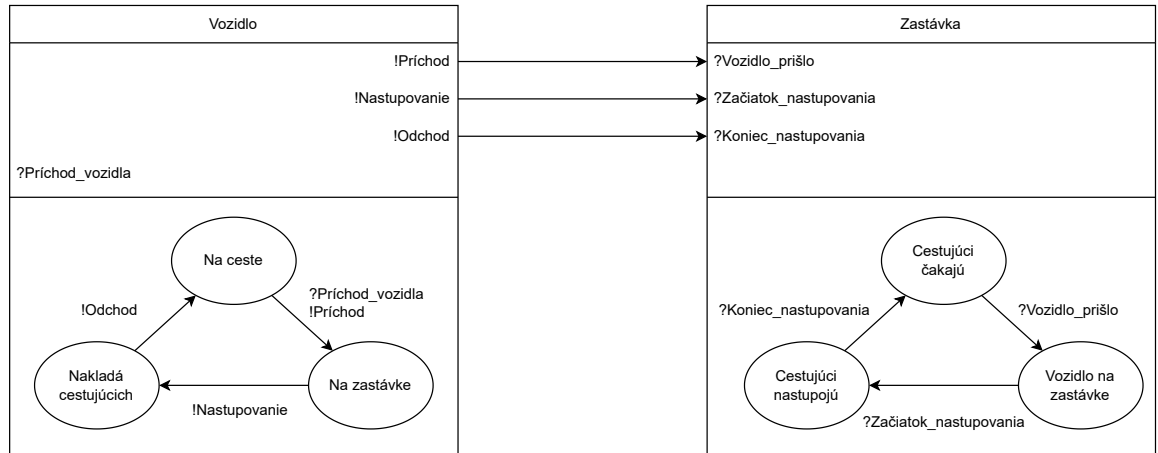 Vozidlo
!Príchod
!Nastupovanie
!Odchod
?Príchod_vozidla
Na ceste
?Príchod_vozidla
!Príchod
!Odchod
Nakladá
cestujúcich
Na zastávke
!Nastupovanie
Zastávka
?Vozidlo_prišlo
?Začiatok_nastupovania
?Koniec_nastupovania
Cestujúci
čakajú
?Koniec_nastupovania
?Vozidlo_prišlo
Cestujúci
nastupojú
Vozidlo na
zastávke
?Začiatok_nastupovania